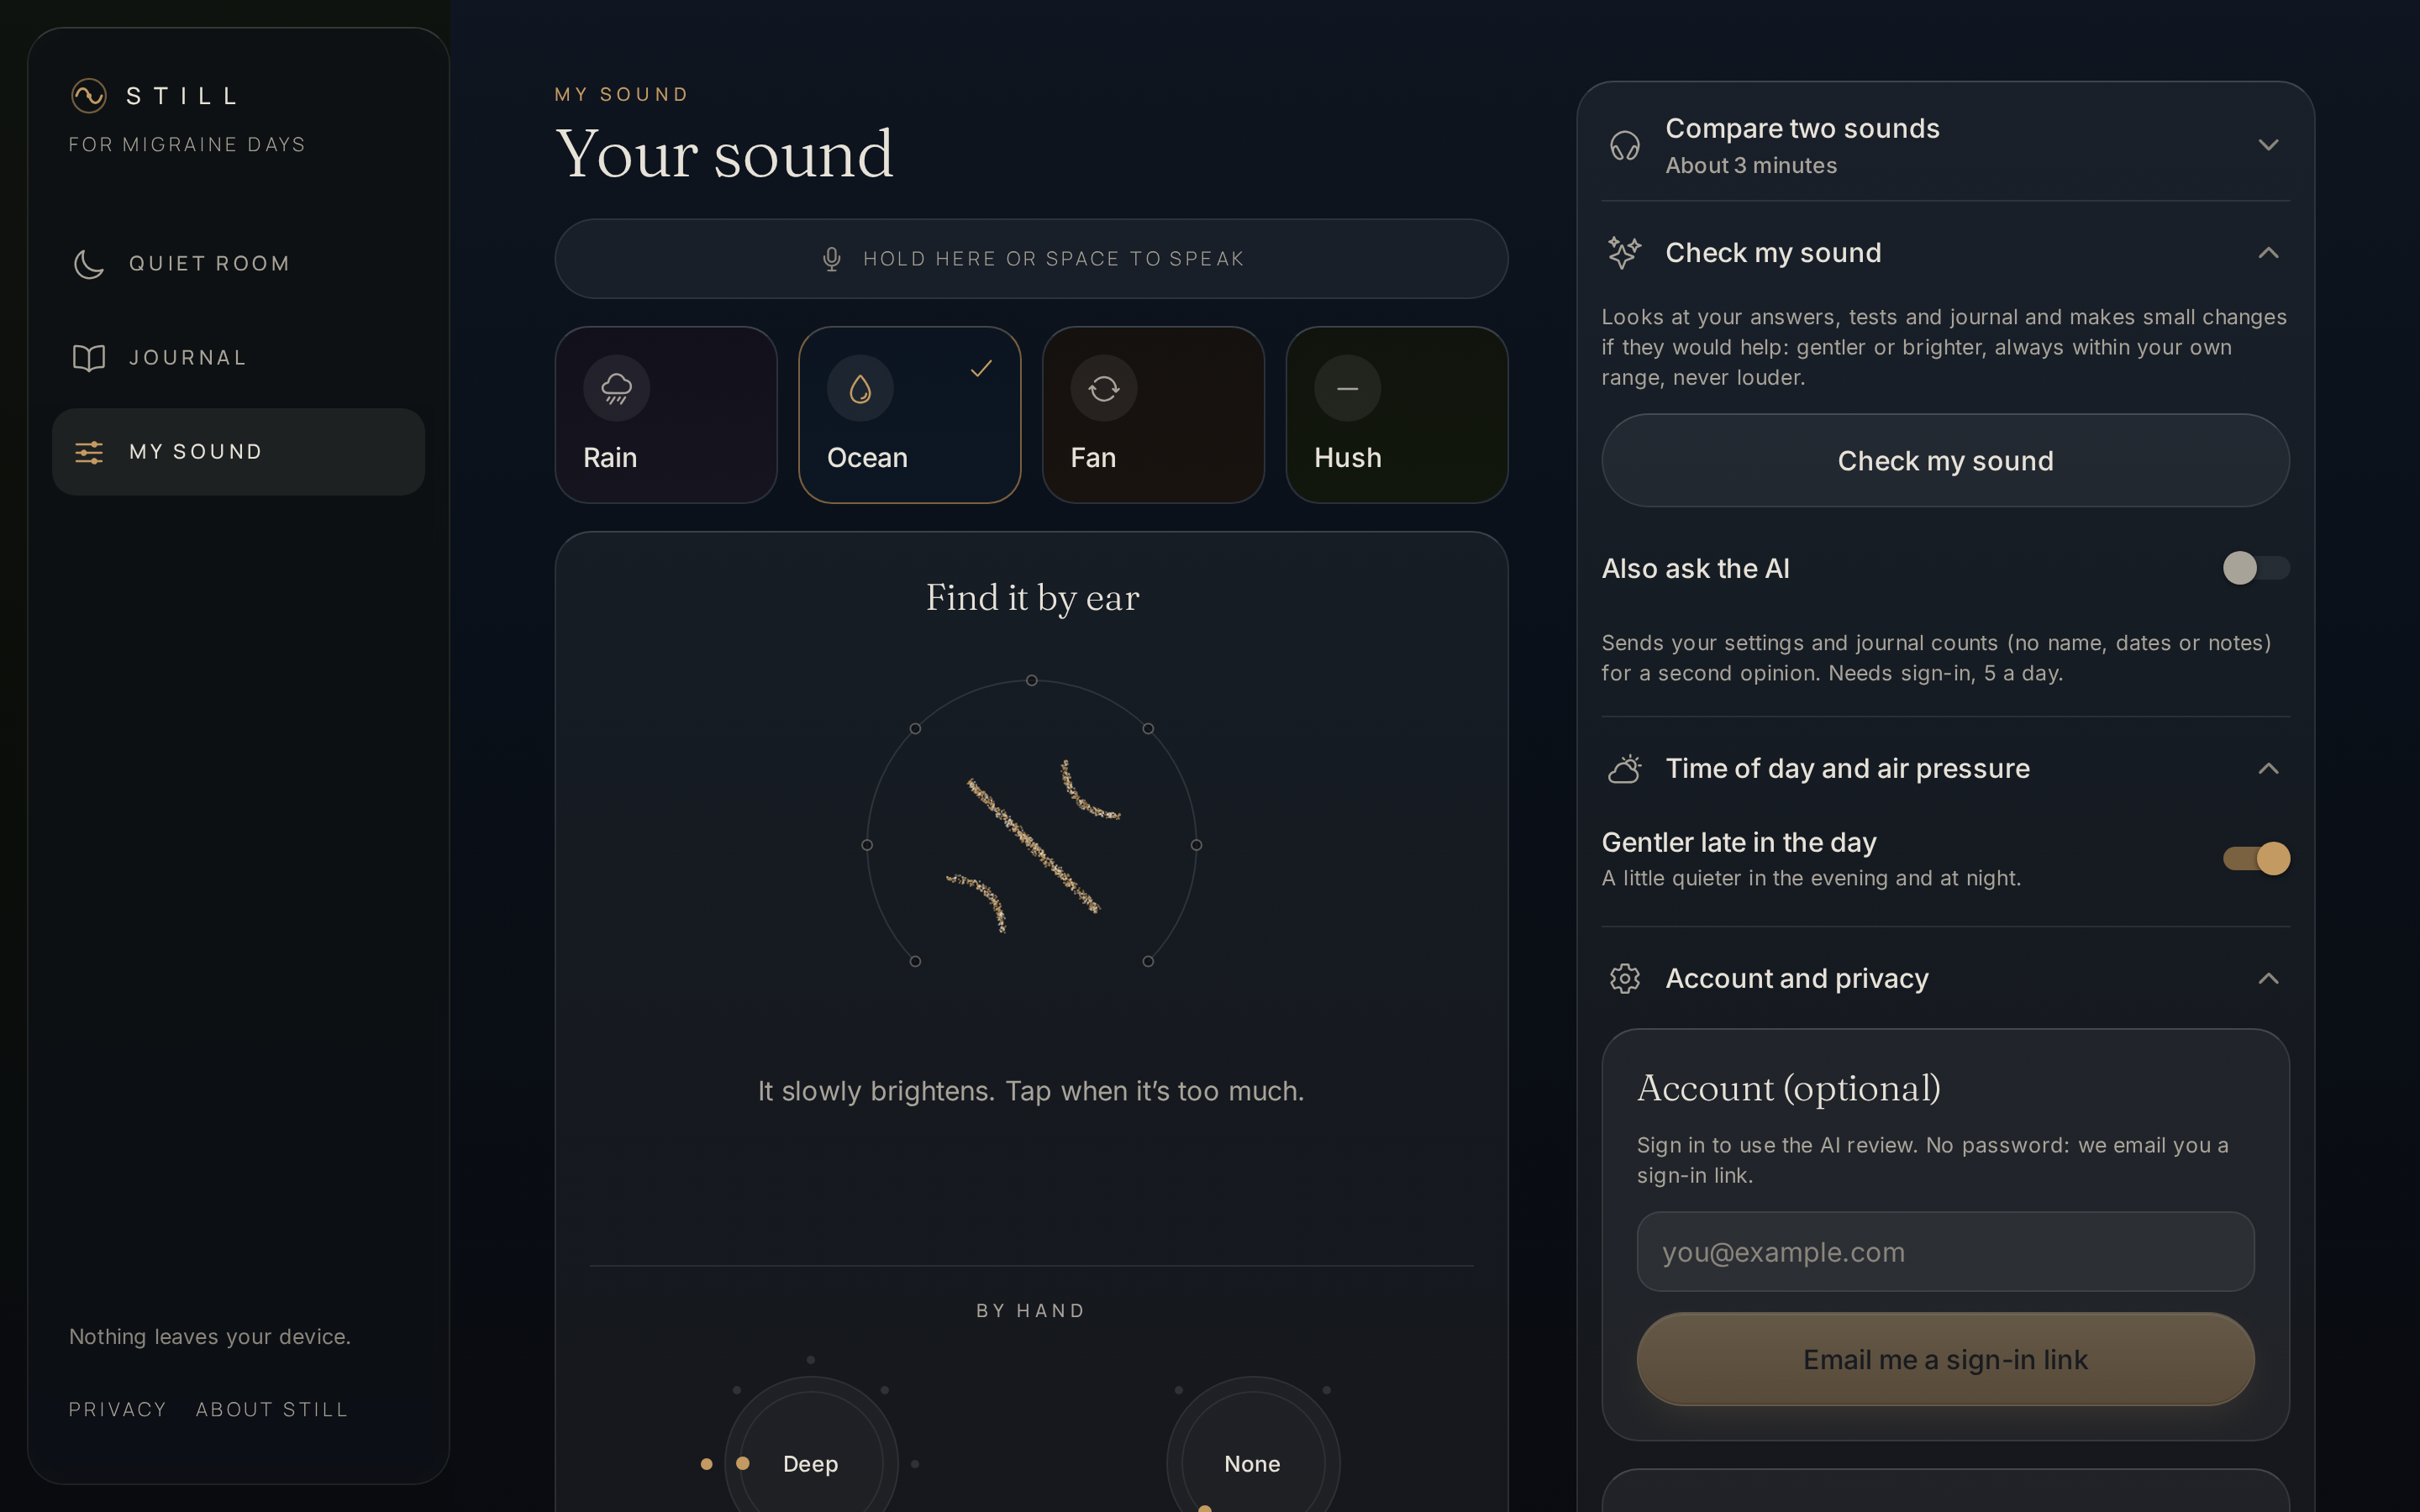 STILL
FOR MIGRAINE DAYS
QUIET ROOM
JOURNAL
MY SOUND
Nothing leaves your device.
PRIVACY ABOUT STILL
MY SOUND
Your sound
HOLD HERE OR SPACE TO SPEAK
Rain
Ocean
Fan
Hush
Find it by ear
It slowly brightens. Tap when it’s too much.
BY HAND
Deep
None
Compare two sounds
About 3 minutes
Check my sound
Looks at your answers, tests and journal and makes small changes
if they would help: gentler or brighter, always within your own
range, never louder.
Check my sound
Also ask the AI
Sends your settings and journal counts (no name, dates or notes)
for a second opinion. Needs sign-in, 5 a day.
Time of day and air pressure
Gentler late in the day
A little quieter in the evening and at night.
Account and privacy
Account (optional)
Sign in to use the AI review. No password: we email you a
sign-in link.
you@example.com
Email me a sign-in link